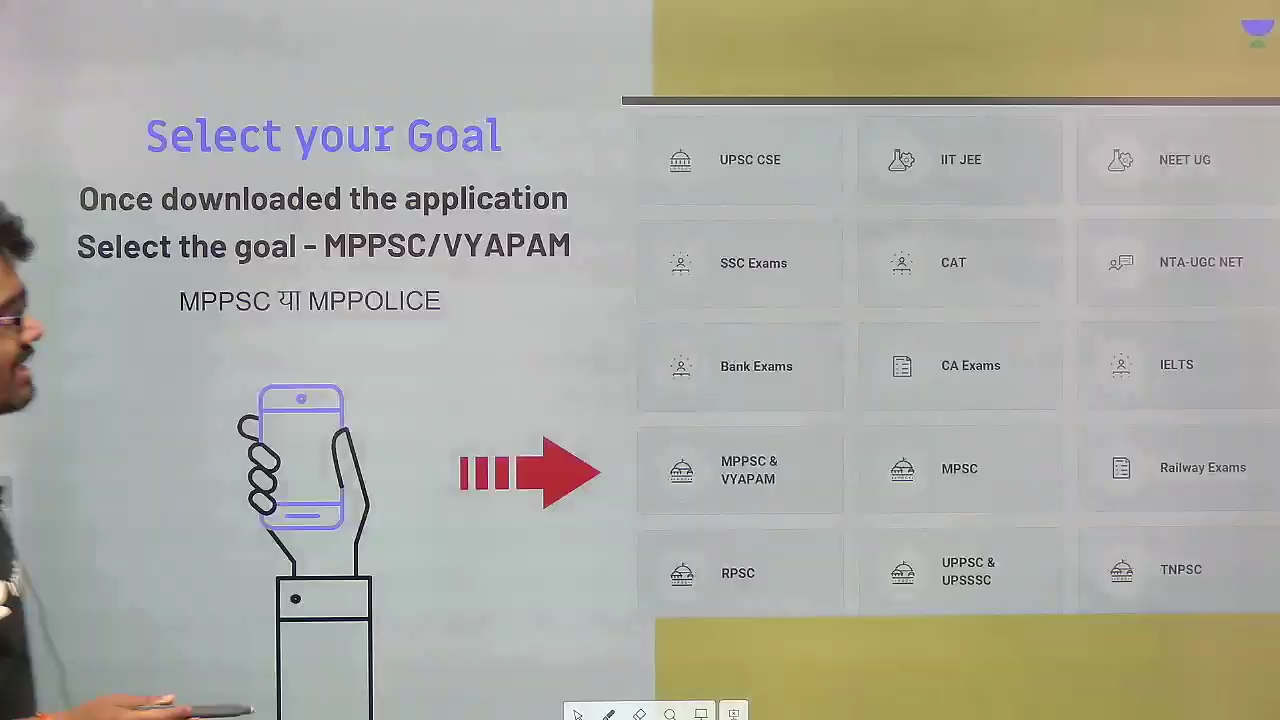 Select your Goal
Once downloaded the application
Select the goal - MPPSC/VYAPAM
MPPSC या MPPOLICE
UPSC CSE
IIT JEE
NEET UG
SSC Exams
CAT
NTA-UGC NET
Bank Exams
CA Exams
IELTS
MPPSC &
VYAPAM
MPSC
Railway Exams
RPSC
UPPSC &
UPSSSC
TNPSC